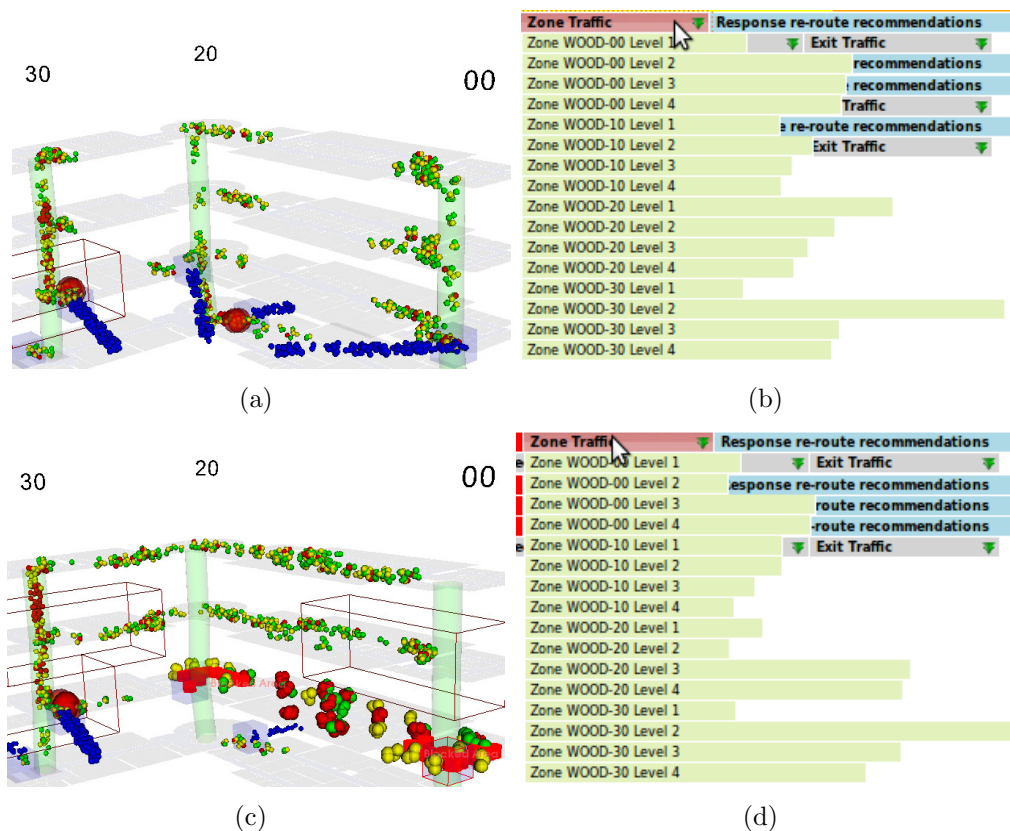 30
20
00
(a)
Zone Traffic Response re-route recommendations
Zone WOOD-00 Level 1 Exit Traffic
Zone WOOD-00 Level 2 recommendations
Zone WOOD-00 Level 3 recommendations
Zone WOOD-00 Level 4 Traffic
Zone WOOD-10 Level 1 e re-route recommendations
Zone WOOD-10 Level 2 Exit Traffic
Zone WOOD-10 Level 3
Zone WOOD-10 Level 4
Zone WOOD-20 Level 1
Zone WOOD-20 Level 2
Zone WOOD-20 Level 3
Zone WOOD-20 Level 4
Zone WOOD-30 Level 1
Zone WOOD-30 Level 2
Zone WOOD-30 Level 3
Zone WOOD-30 Level 4
(b)
30
20
00
Blocked Area
Blocked Area
(c)
Zone Traffic Response re-route recommendations
Zone WOOD-00 Level 1 Exit Traffic
Zone WOOD-00 Level 2 Response re-route recommendations
Zone WOOD-00 Level 3 route recommendations
Zone WOOD-00 Level 4 -route recommendations
Zone WOOD-10 Level 1 Exit Traffic
Zone WOOD-10 Level 2
Zone WOOD-10 Level 3
Zone WOOD-10 Level 4
Zone WOOD-20 Level 1
Zone WOOD-20 Level 2
Zone WOOD-20 Level 3
Zone WOOD-20 Level 4
Zone WOOD-30 Level 1
Zone WOOD-30 Level 2
Zone WOOD-30 Level 3
Zone WOOD-30 Level 4
(d)